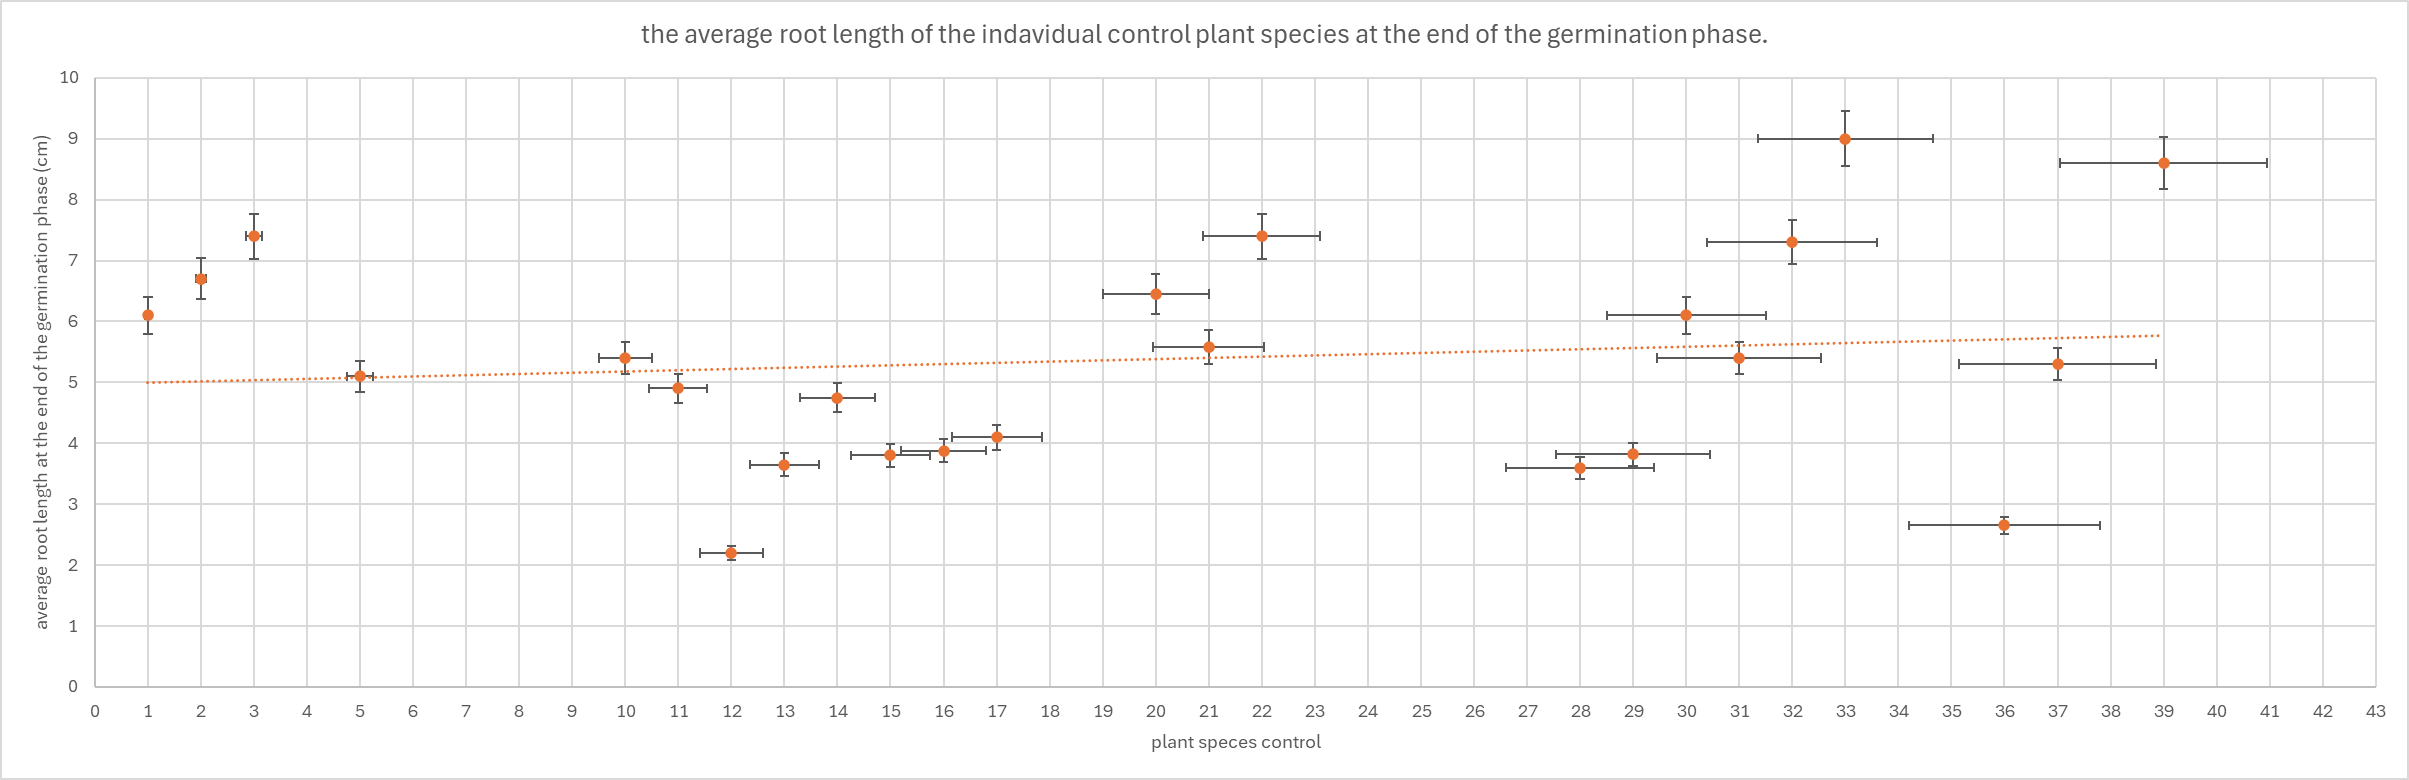 the average root length of the indavidual control plant species at the end of the germination phase.
average root length at the end of the germination phase (cm)
10
9
8
7
6
5
4
3
2
1
0
0 1 2 3 4 5 6 7 8 9 10 11 12 13 14 15 16 17 18 19 20 21 22 23 24 25 26 27 28 29 30 31 32 33 34 35 36 37 38 39 40 41 42 43
plant speces control